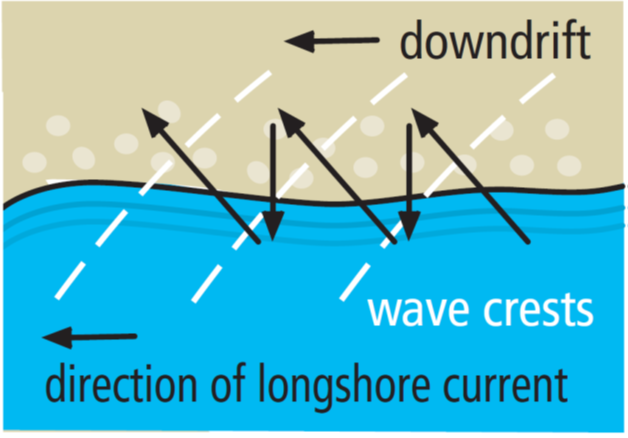 downdrift
wave crests
direction of longshore current